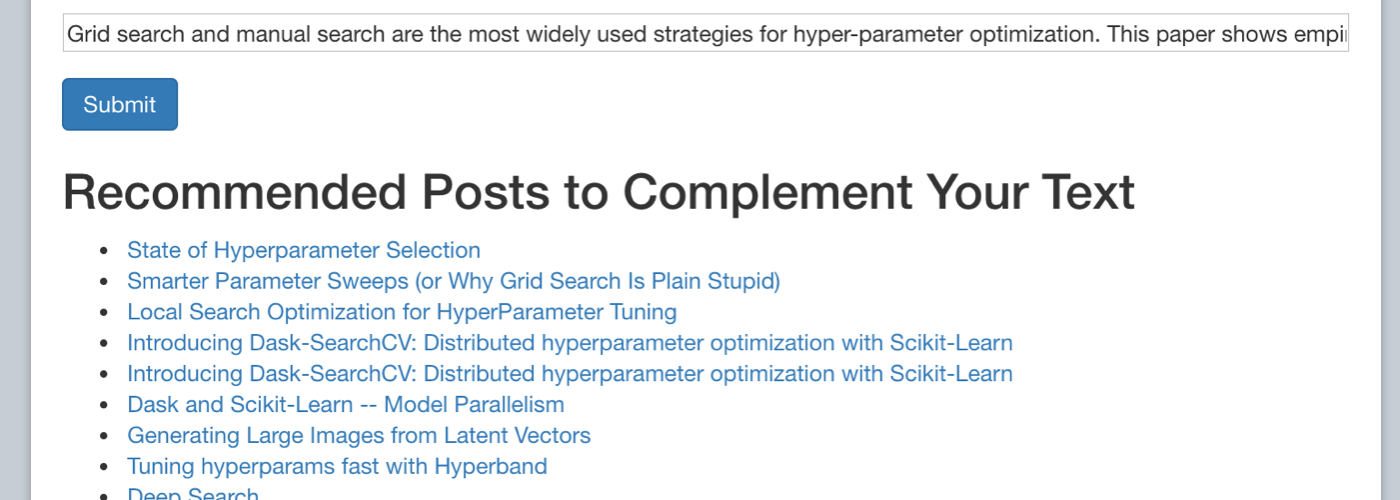 Grid search and manual search are the most widely used strategies for hyper-parameter optimization. This paper shows empi
Submit
Recommended Posts to Complement Your Text
State of Hyperparameter Selection
Smarter Parameter Sweeps (or Why Grid Search Is Plain Stupid)
Local Search Optimization for HyperParameter Tuning
Introducing Dask-SearchCV: Distributed hyperparameter optimization with Scikit-Learn
Introducing Dask-SearchCV: Distributed hyperparameter optimization with Scikit-Learn
Dask and Scikit-Learn -- Model Parallelism
Generating Large Images from Latent Vectors
Tuning hyperparams fast with Hyperband
Deep Search